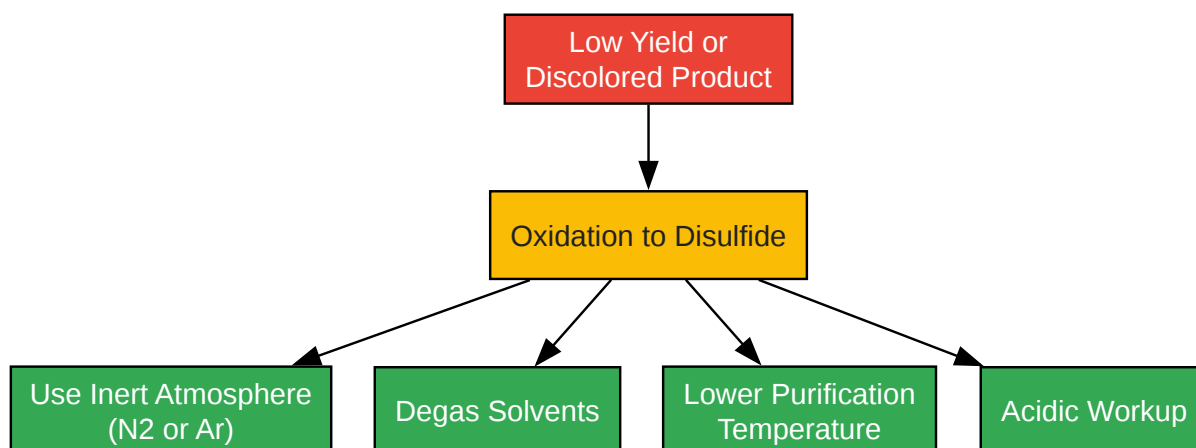 Low Yield or
Discolored Product
Oxidation to Disulfide
Use Inert Atmosphere
(N2 or Ar)
Degas Solvents
Lower Purification
Temperature
Acidic Workup